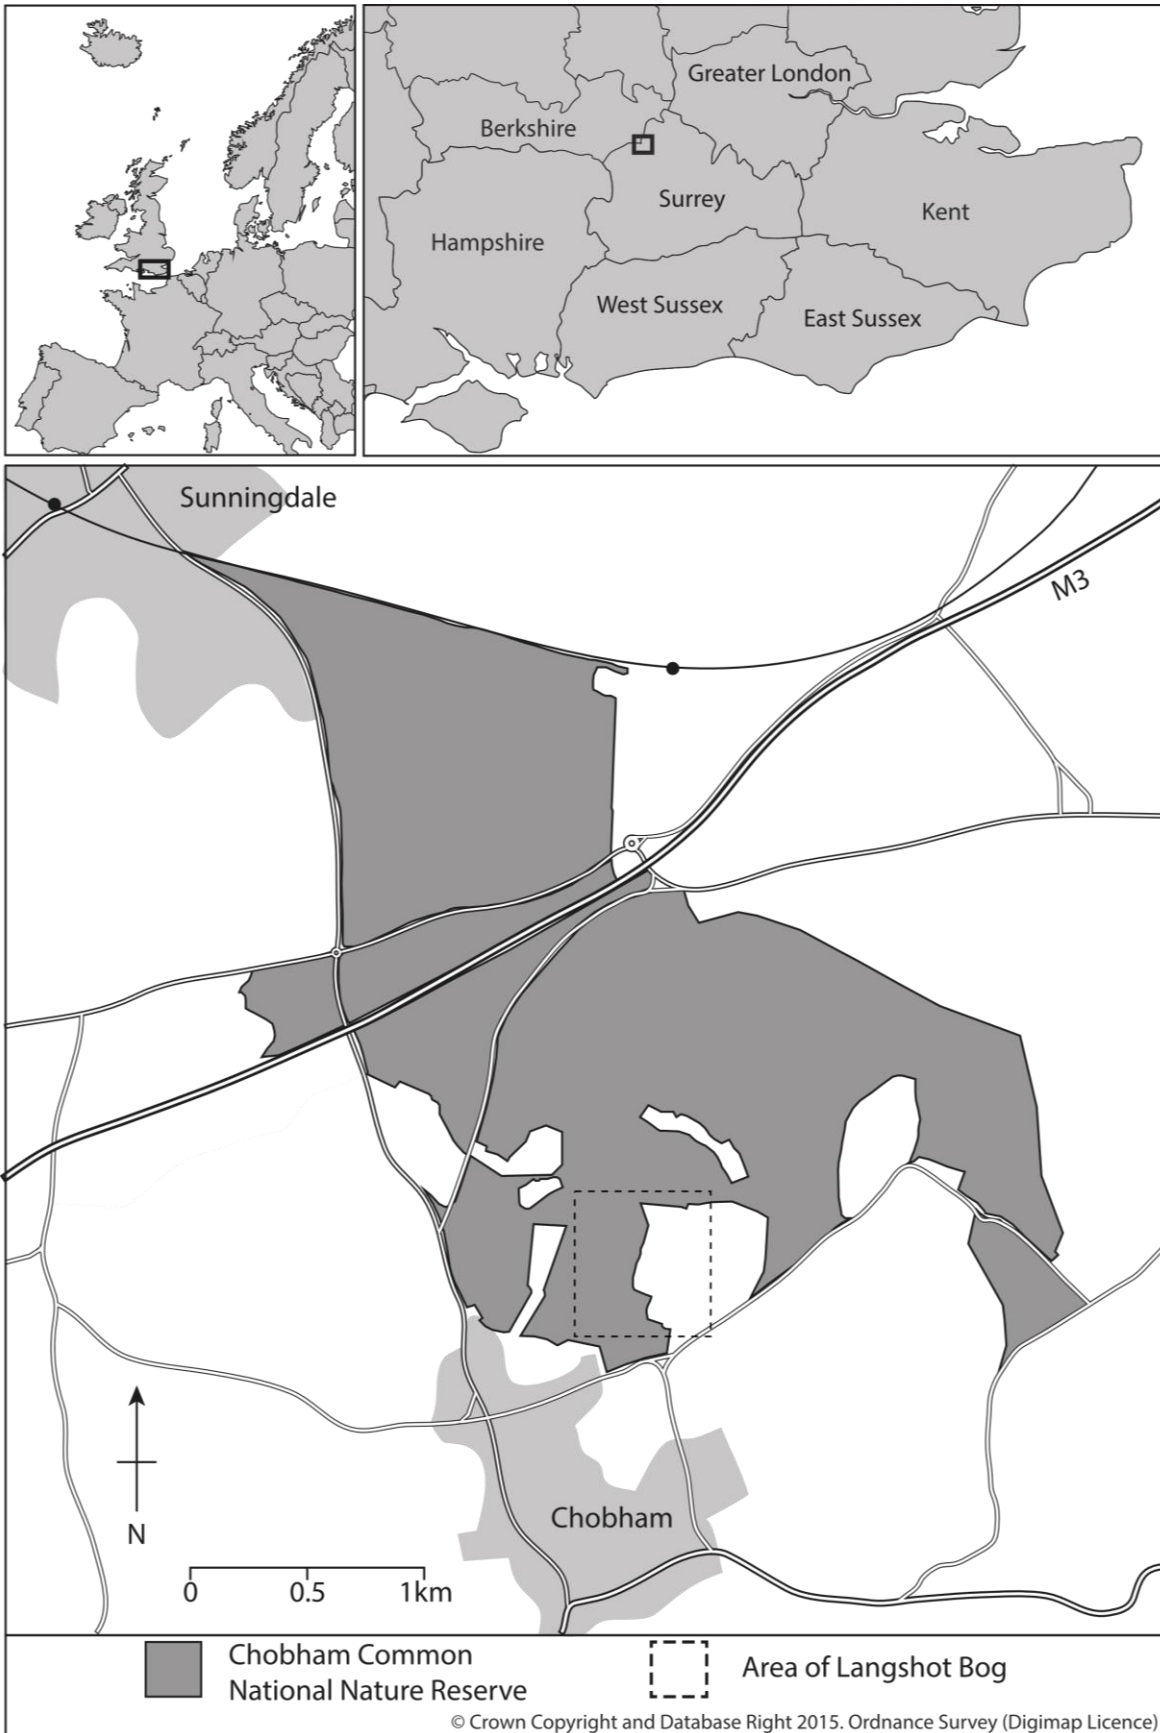 Greater London
Berkshire
Surrey
Kent
Hampshire
West Sussex
East Sussex
Sunningdale
M3
Chobham
N
0 0.5 1km
Chobham Common
National Nature Reserve
Area of Langshot Bog
© Crown Copyright and Database Right 2015. Ordnance Survey (Digimap Licence)